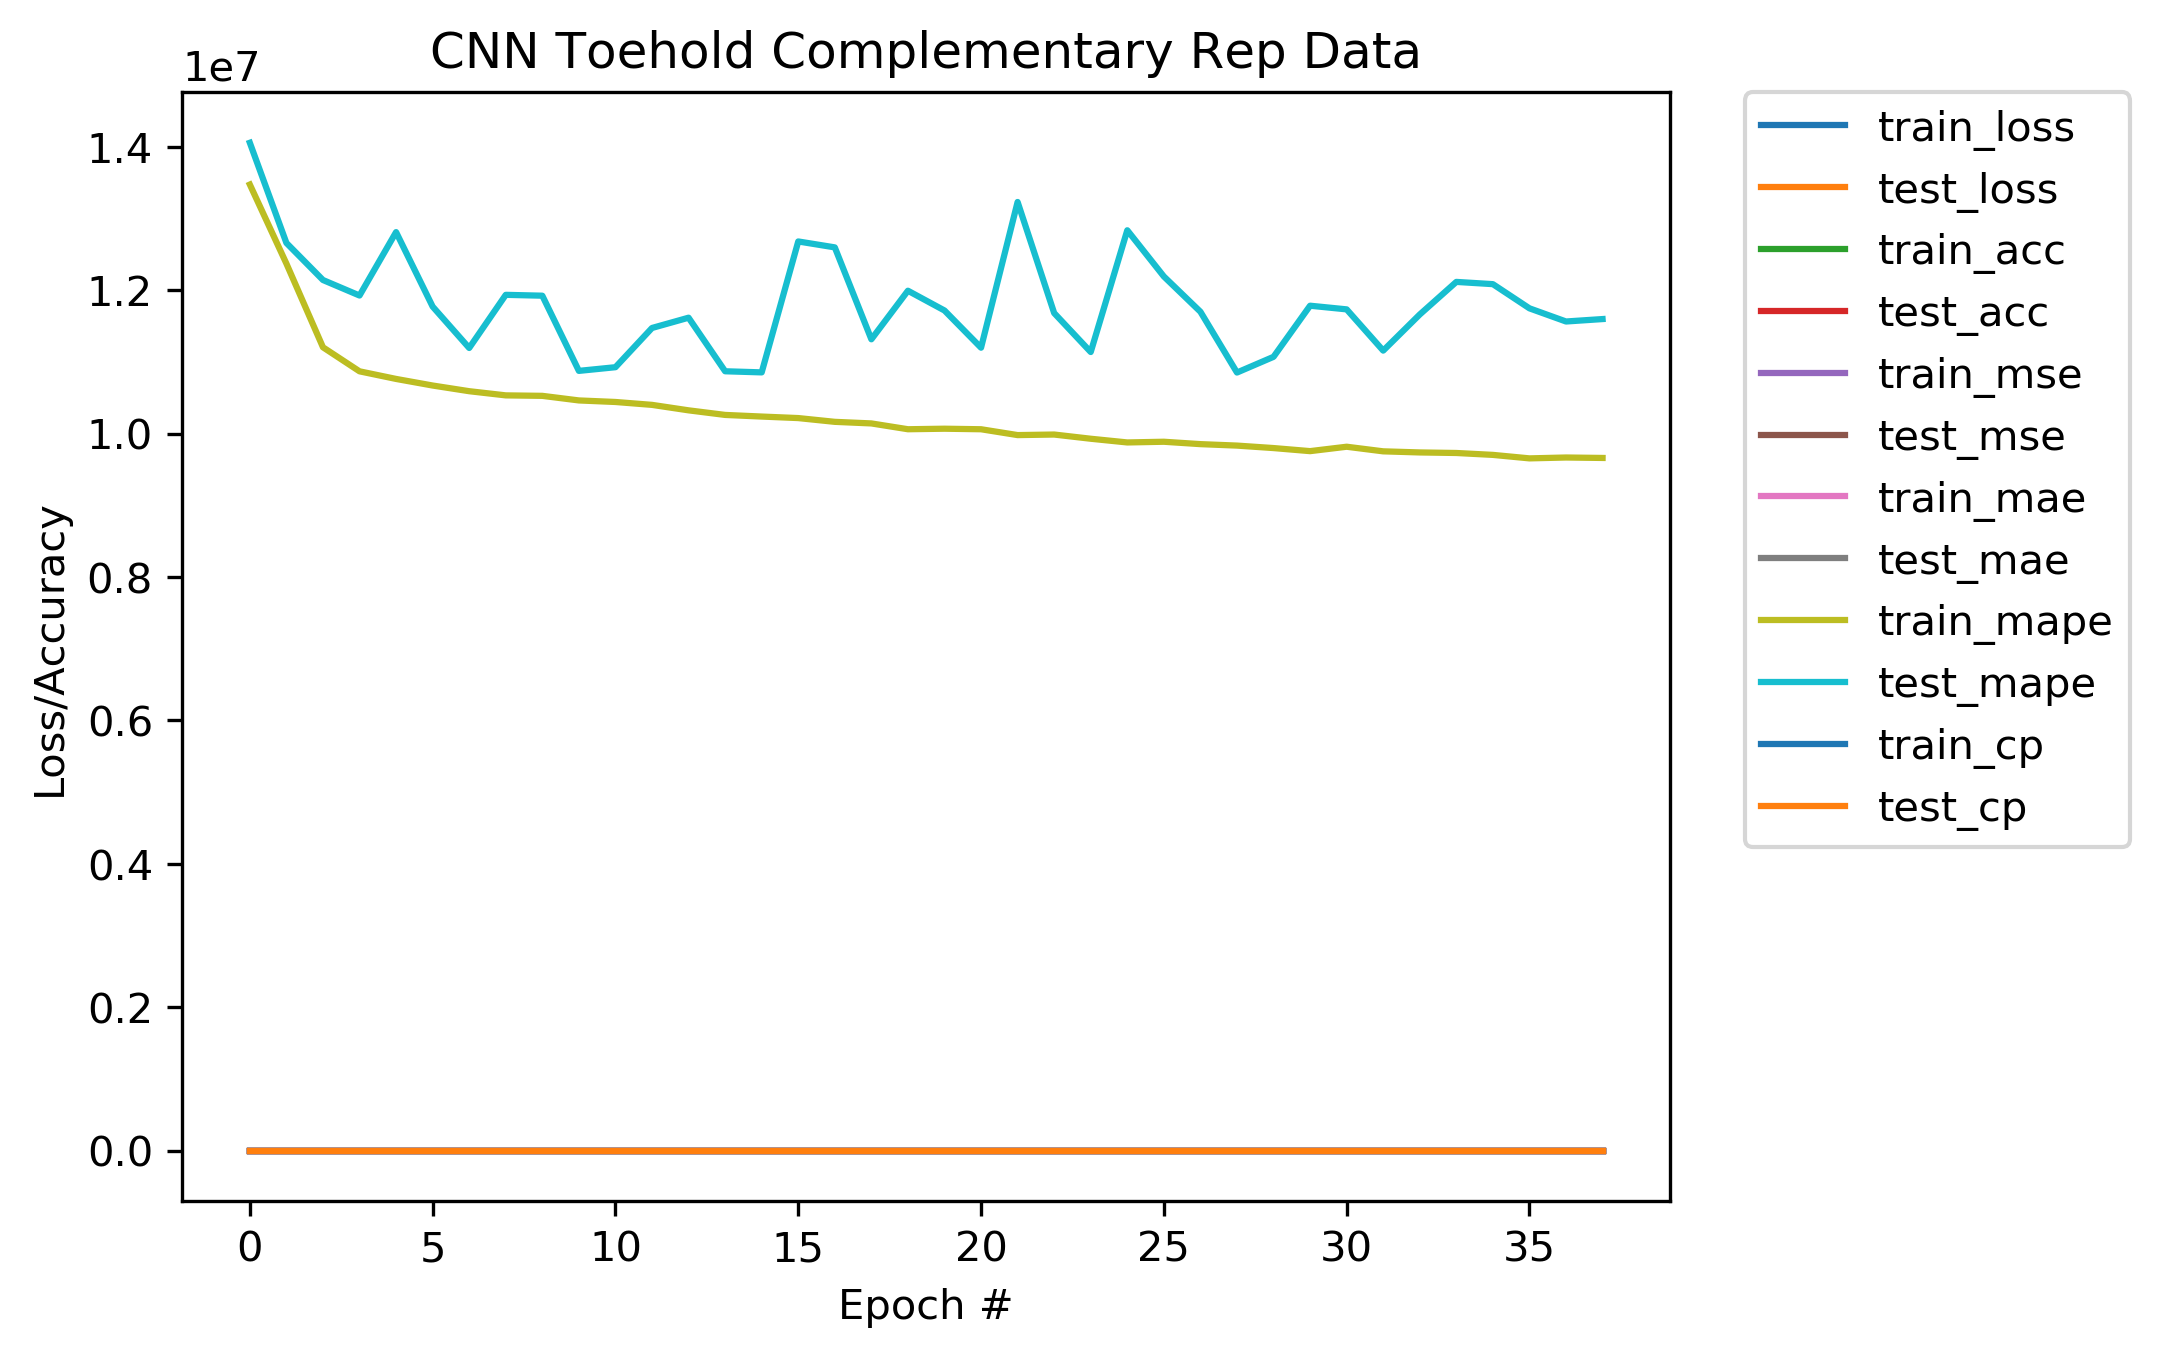 CNN Toehold Complementary Rep Data
1e7
1.4
1.2
1.0
0.8
0.6
0.4
0.2
0.0
Loss/Accuracy
0 5 10 15 20 25 30 35
Epoch #
train_loss
test_loss
train_acc
test_acc
train_mse
test_mse
train_mae
test_mae
train_mape
test_mape
train_cp
test_cp